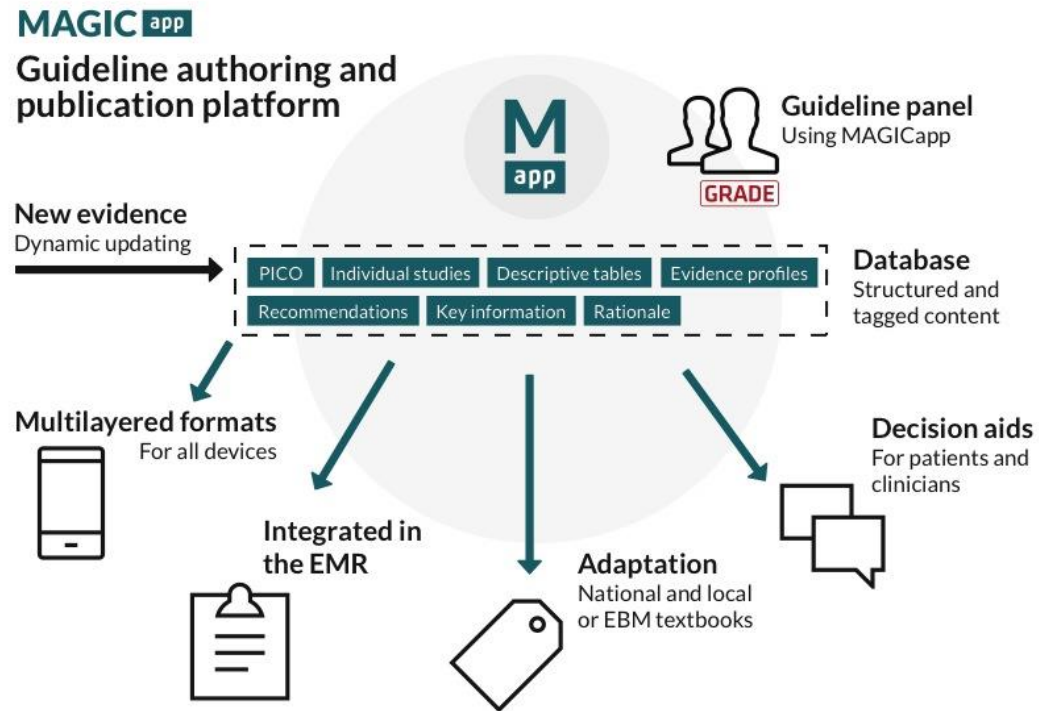 MAGIC app
Guideline authoring and
publication platform
M
app
Guideline panel
Using MAGICapp
GRADE
New evidence
Dynamic updating
PICO Individual studies Descriptive tables Evidence profiles
Recommendations Key information Rationale
Database
Structured and
tagged content
Multilayered formats
For all devices
Integrated in
the EMR
Adaptation
National and local
or EBM textbooks
Decision aids
For patients and
clinicians